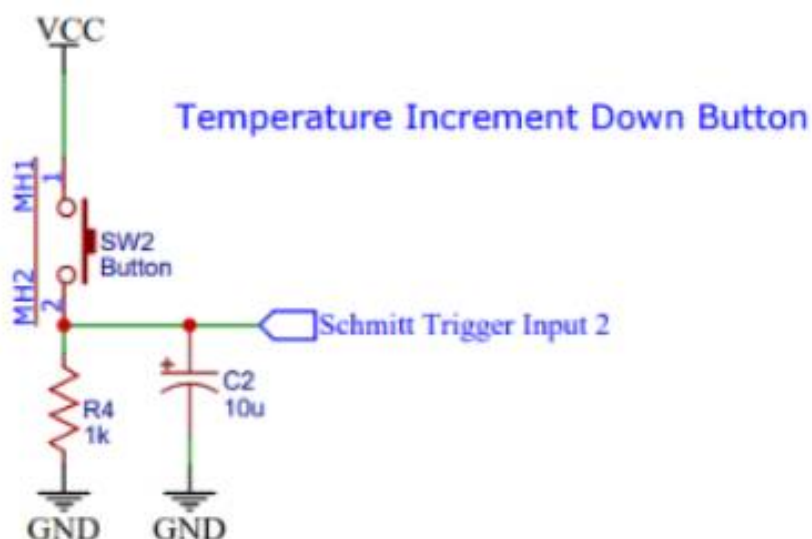 VCC
Temperature Increment Down Button
MH1
1
SW2
Button
MH2
2
Schmitt Trigger Input 2
+
C2
10u
R4
1k
GND
GND